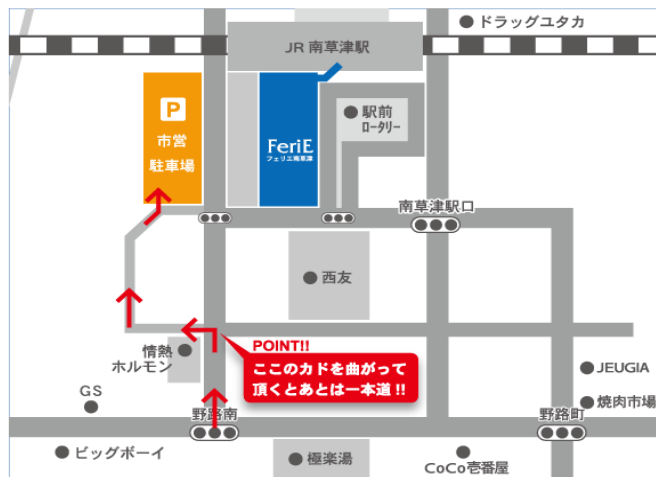 ドラッグユタカ
JR 南草津駅
P
市営
駐車場
FeriE
フェリエ南草津
駅前
ロータリー
南草津駅口
西友
POINT!!
ここのカドを曲がって
頂くとあとは一本道!!
情熱
ホルモン
GS
野路南
JEUGIA
焼肉市場
野路町
ビッグボーイ
極楽湯
CoCo壱番屋